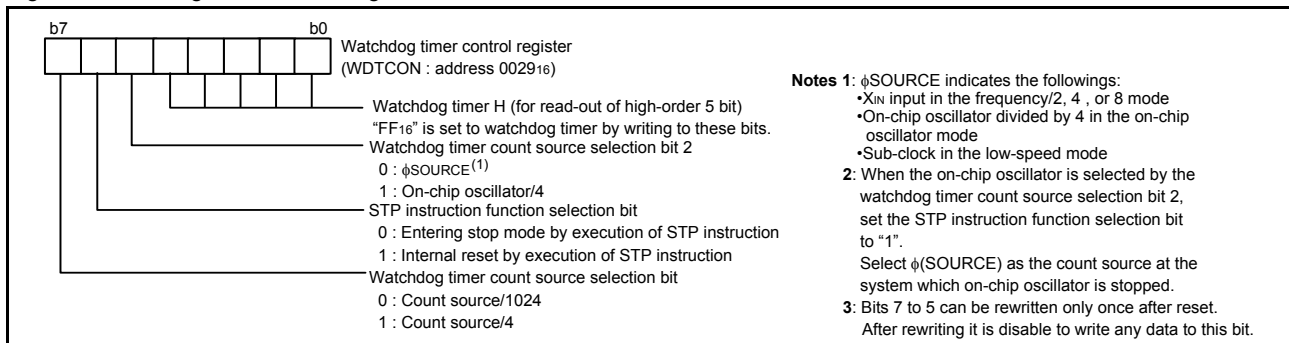 b7 b0
Watchdog timer control register
(WDTCON : address 002916)
Watchdog timer H (for read-out of high-order 5 bit)
“FF16” is set to watchdog timer by writing to these bits.
Watchdog timer count source selection bit 2
0 : ϕSOURCE(1)
1 : On-chip oscillator/4
STP instruction function selection bit
0 : Entering stop mode by execution of STP instruction
1 : Internal reset by execution of STP instruction
Watchdog timer count source selection bit
0 : Count source/1024
1 : Count source/4
Notes 1: ϕSOURCE indicates the followings:
•XIN input in the frequency/2, 4 , or 8 mode
•On-chip oscillator divided by 4 in the on-chip
oscillator mode
•Sub-clock in the low-speed mode
2: When the on-chip oscillator is selected by the
watchdog timer count source selection bit 2,
set the STP instruction function selection bit
to “1”.
Select ϕ(SOURCE) as the count source at the
system which on-chip oscillator is stopped.
3: Bits 7 to 5 can be rewritten only once after reset.
After rewriting it is disable to write any data to this bit.